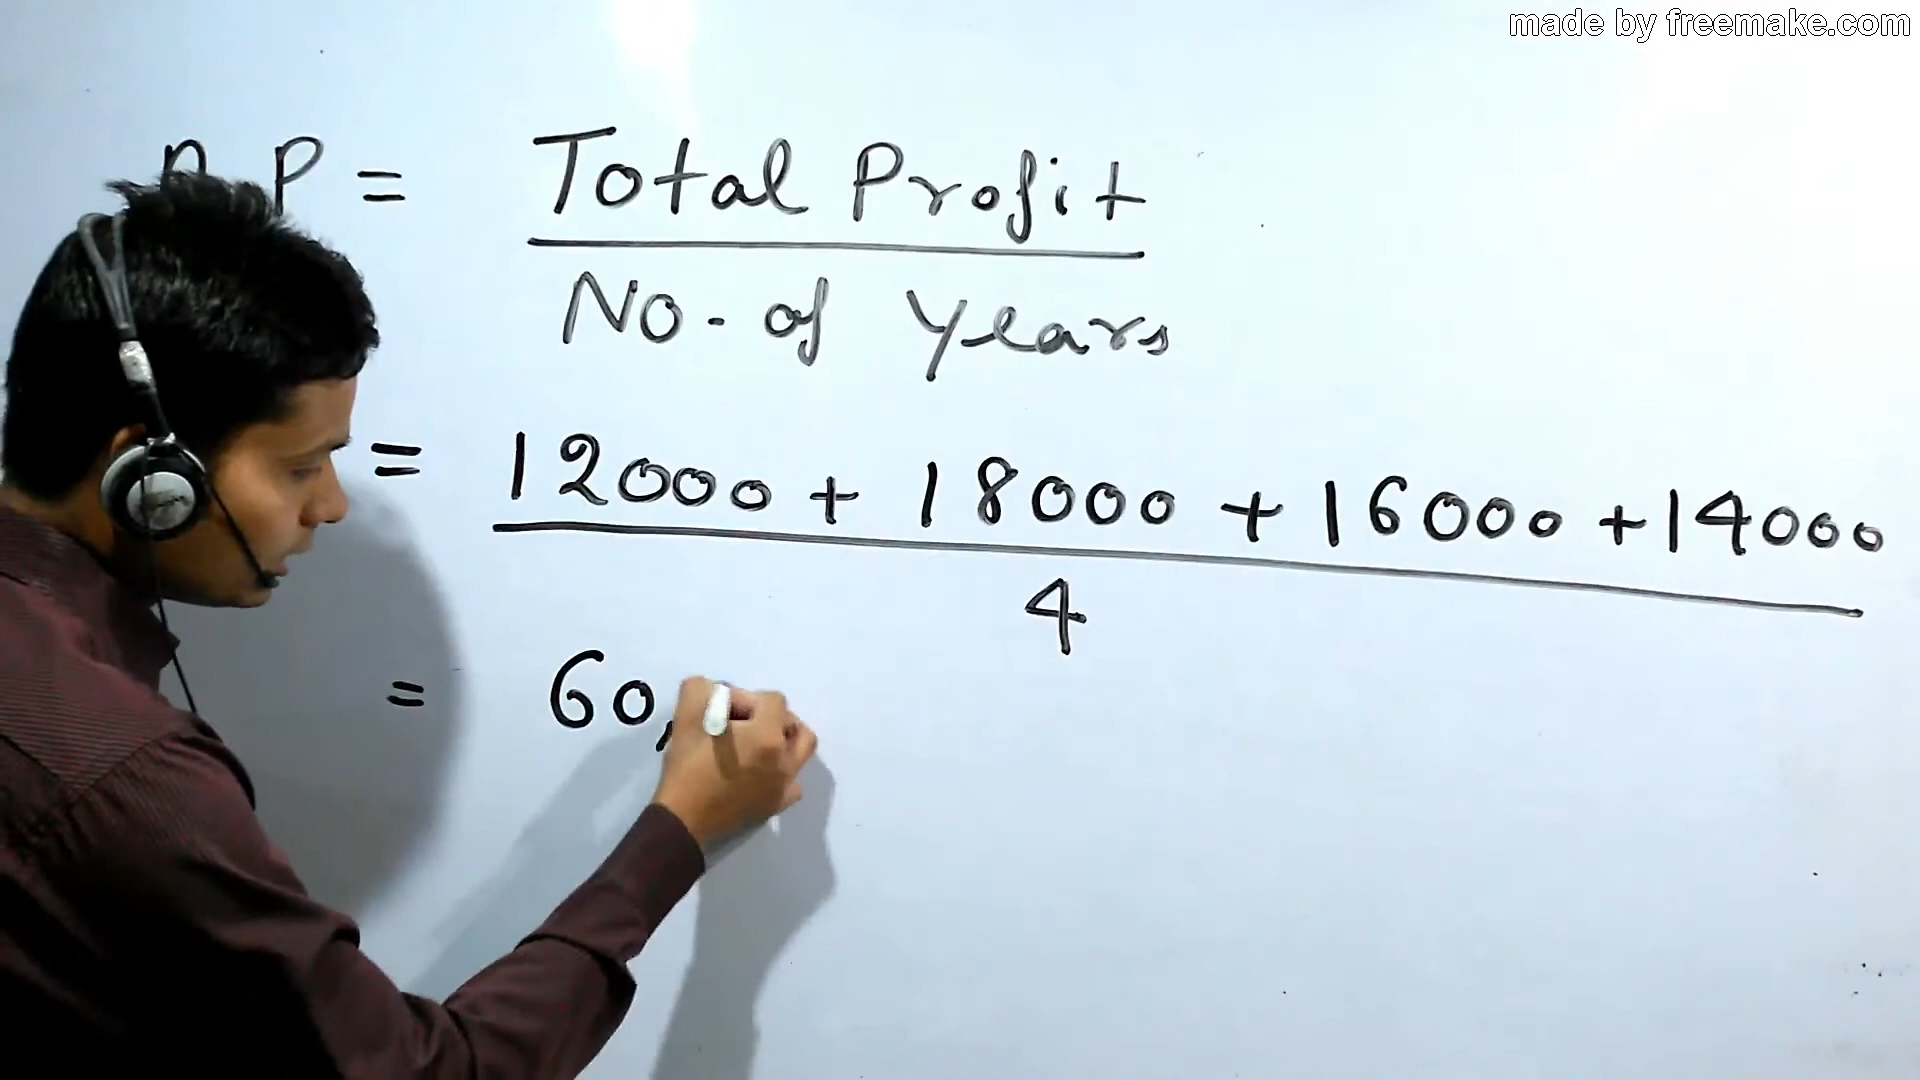 made by freemake.com
A P = Total Profit
No. of Years
= 12000 + 18000 + 16000 + 14000
4
= 60,